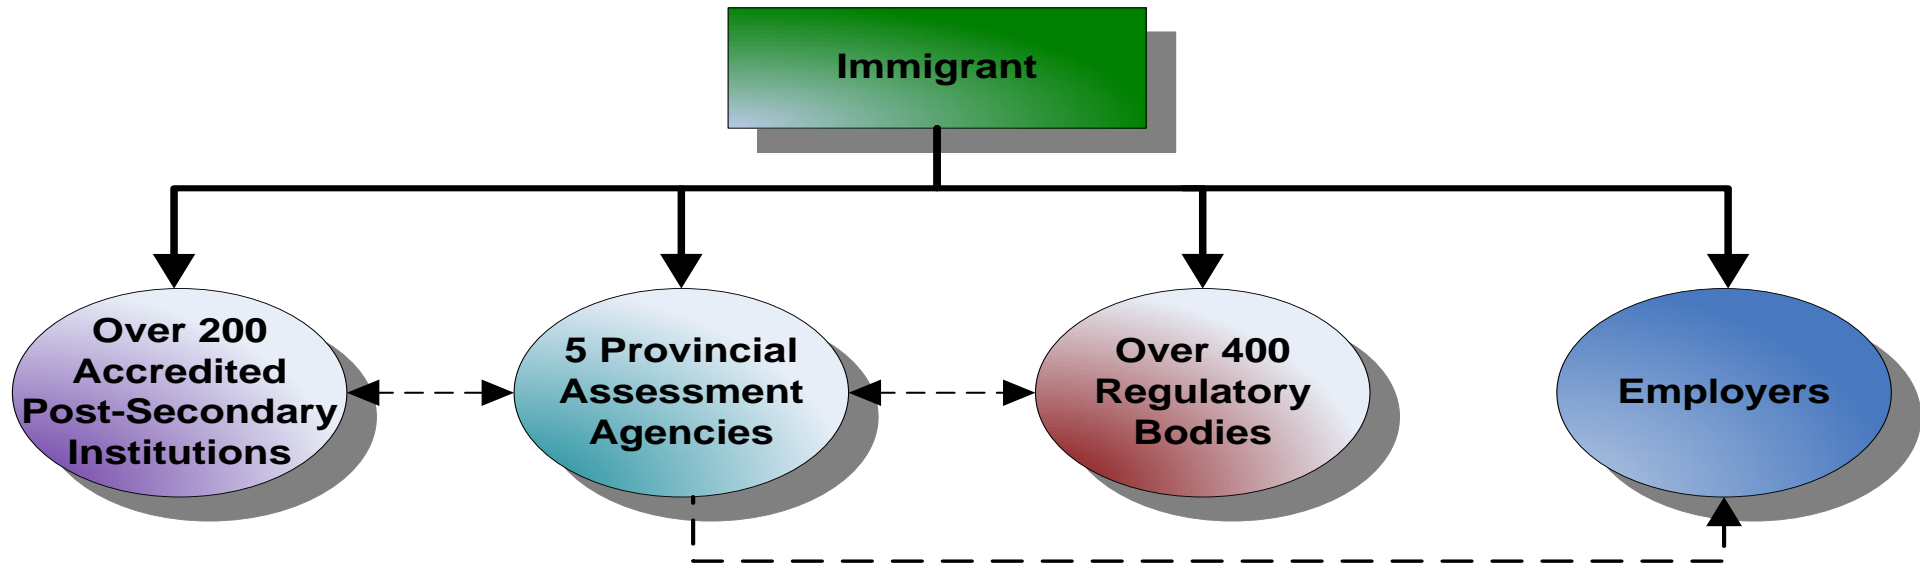 Immigrant
Over 200
Accredited
Post-Secondary
Institutions
5 Provincial
Assessment
Agencies
Over 400
Regulatory
Bodies
Employers